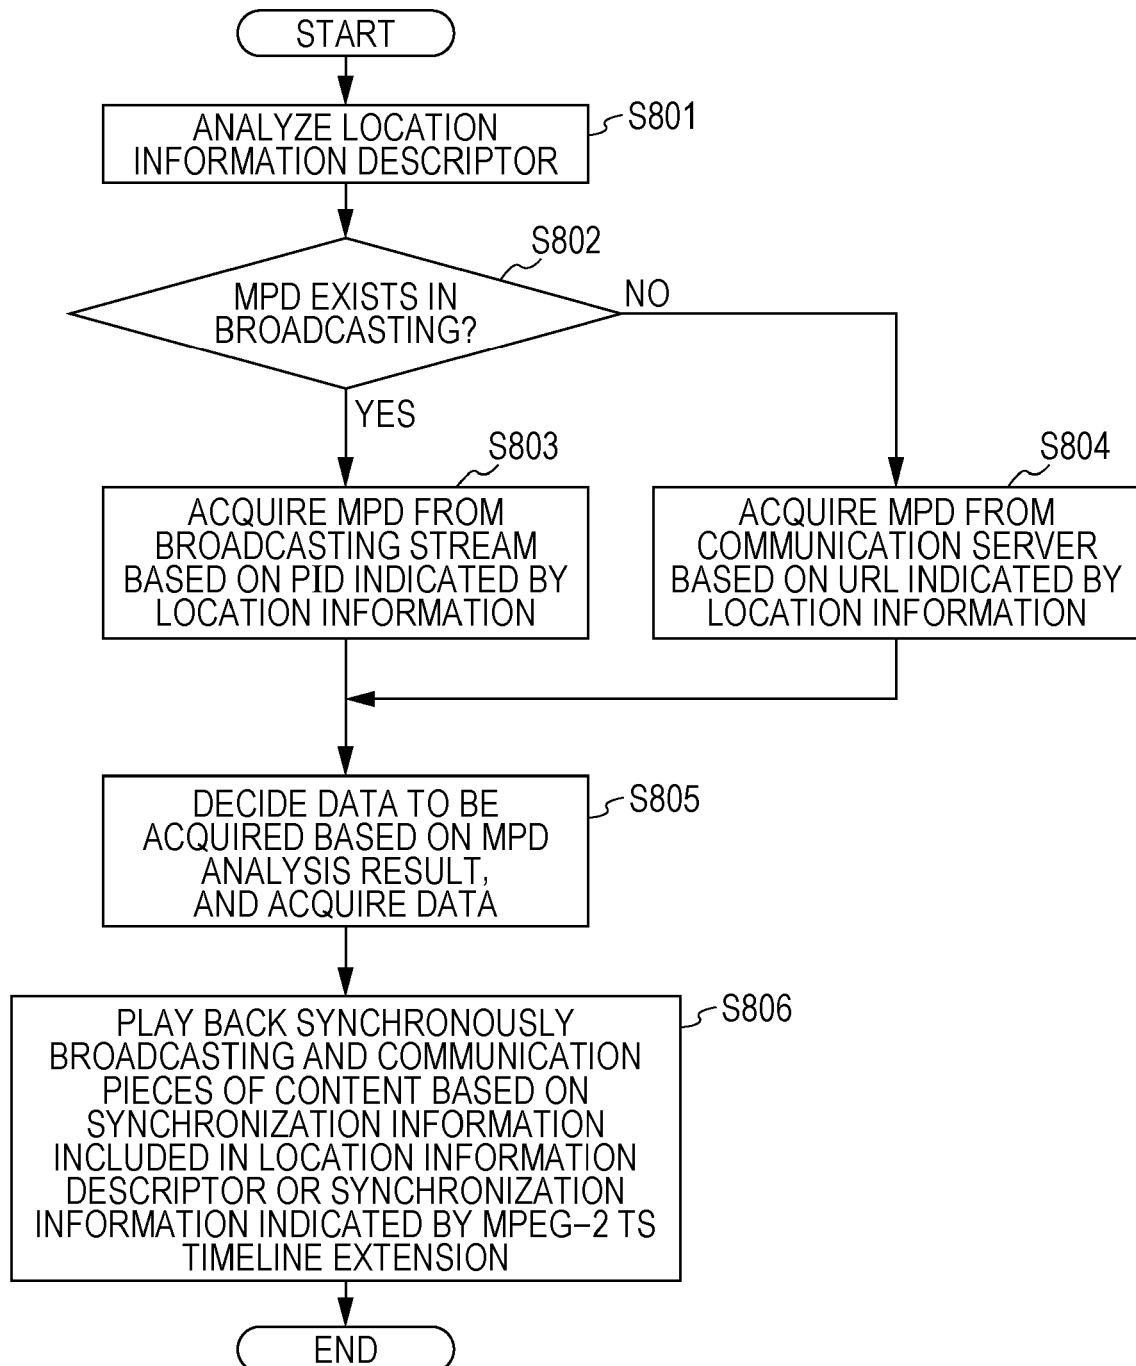 START
ANALYZE LOCATION
INFORMATION DESCRIPTOR
S801
MPD EXISTS IN
BROADCASTING?
S802
NO
YES
S803
ACQUIRE MPD FROM
BROADCASTING STREAM
BASED ON PID INDICATED BY
LOCATION INFORMATION
S804
ACQUIRE MPD FROM
COMMUNICATION SERVER
BASED ON URL INDICATED BY
LOCATION INFORMATION
DECIDE DATA TO BE
ACQUIRED BASED ON MPD
ANALYSIS RESULT,
AND ACQUIRE DATA
S805
PLAY BACK SYNCHRONOUSLY
BROADCASTING AND COMMUNICATION
PIECES OF CONTENT BASED ON
SYNCHRONIZATION INFORMATION
INCLUDED IN LOCATION INFORMATION
DESCRIPTOR OR SYNCHRONIZATION
INFORMATION INDICATED BY MPEG–2 TS
TIMELINE EXTENSION
S806
END